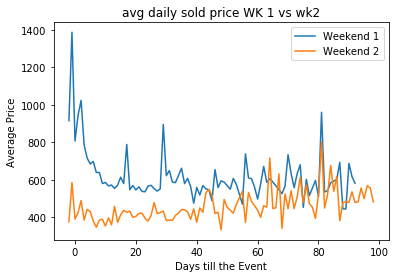 avg daily sold price WK 1 vs wk2
Weekend 1
Weekend 2
Average Price
1400
1200
1000
800
600
400
0
20
40
60
80
100
Days till the Event